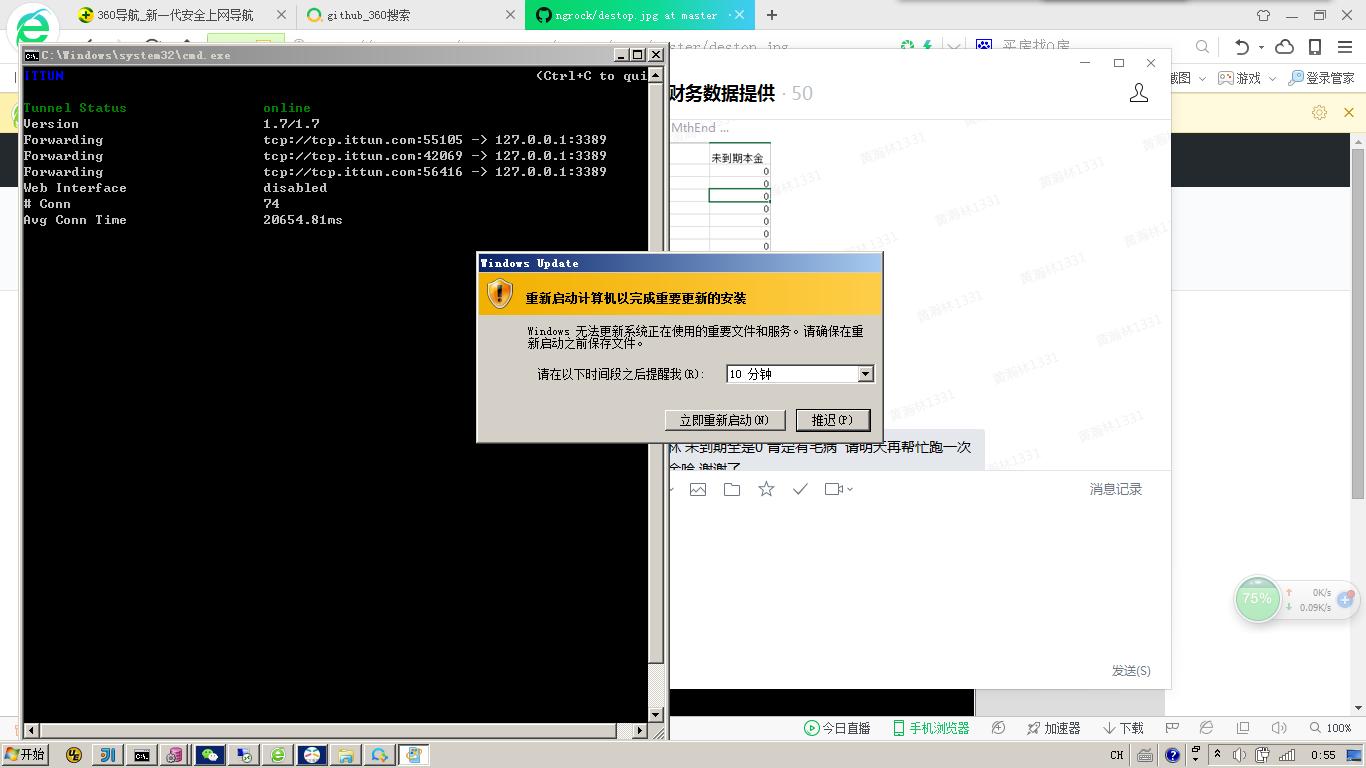 360导航_新一代安全上网导航
github_360搜索
ngrock/destop.jpg at master
C:\Windows\system32\cmd.exe
买房找Q房
截图
游戏
登录管家
ITTUN (Ctrl+C to qui
Tunnel Status online
Version 1.7/1.7
Forwarding tcp://tcp.ittun.com:55105 -> 127.0.0.1:3389
Forwarding tcp://tcp.ittun.com:42069 -> 127.0.0.1:3389
Forwarding tcp://tcp.ittun.com:56416 -> 127.0.0.1:3389
Web Interface disabled
# Conn 74
Avg Conn Time 20654.81ms
财务数据提供 · 50
MthEnd ...
未到期本金
0
0
0
0
0
0
0
黄瀚林1331
Windows Update
重新启动计算机以完成重要更新的安装
Windows 无法更新系统正在使用的重要文件和服务。请确保在重
新启动之前保存文件。
请在以下时间段之后提醒我(R):
10 分钟
立即重新启动(N)
推迟(P)
未到期全是0 肯定有毛病 请明天再帮忙跑一次
哈 谢谢了
消息记录
发送(S)
75%
0K/s
0.09K/s
今日直播
手机浏览器
加速器
下载
100%
开始
CH
0:55